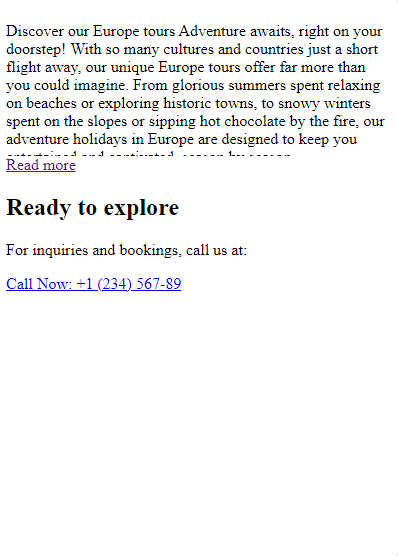 Discover our Europe tours Adventure awaits, right on your
doorstep! With so many cultures and countries just a short
flight away, our unique Europe tours offer far more than
you could imagine. From glorious summers spent relaxing
on beaches or exploring historic towns, to snowy winters
spent on the slopes or sipping hot chocolate by the fire, our
adventure holidays in Europe are designed to keep you
Read more
Ready to explore
For inquiries and bookings, call us at:
Call Now: +1 (234) 567-89